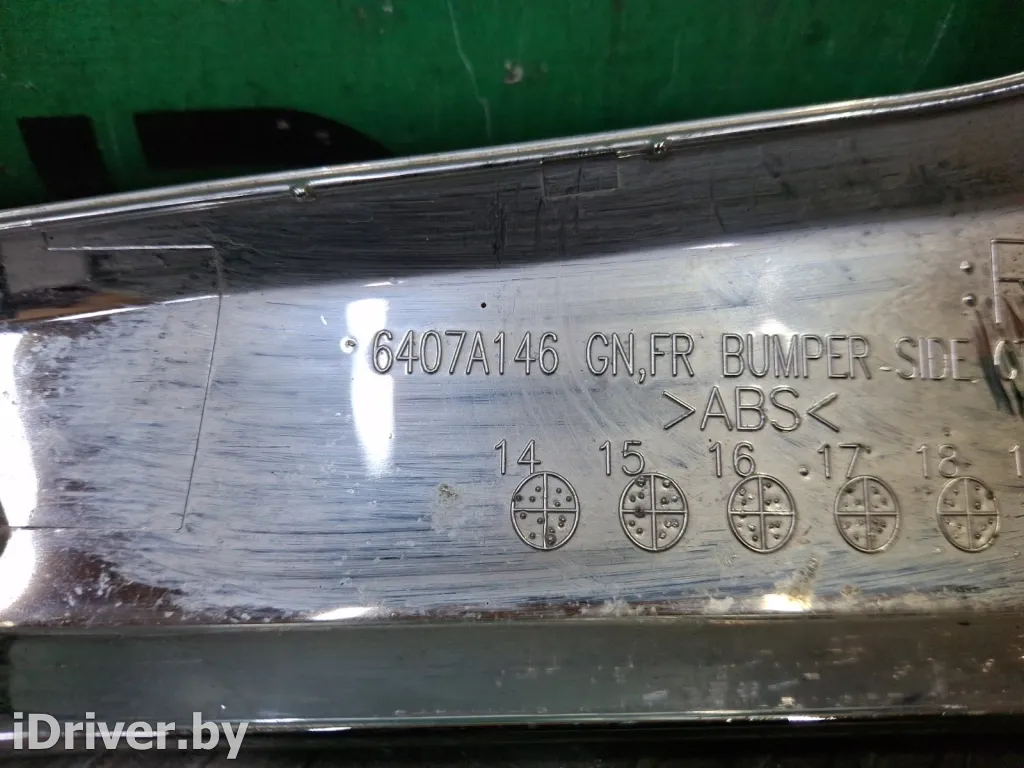 6407A146 GN,FR BUMPER-SIDE
>ABS<
14 15 16 17 18
iDriver.by